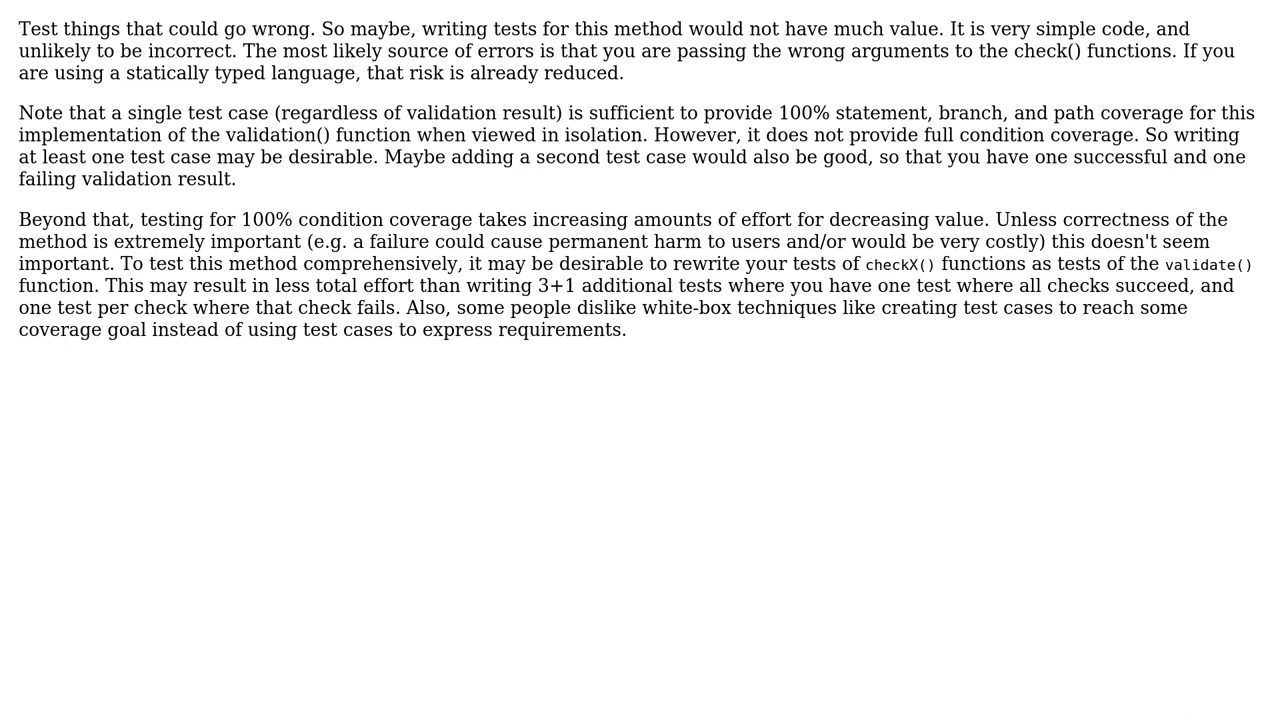 Test things that could go wrong. So maybe, writing tests for this method would not have much value. It is very simple code, and
unlikely to be incorrect. The most likely source of errors is that you are passing the wrong arguments to the check() functions. If you
are using a statically typed language, that risk is already reduced.
Note that a single test case (regardless of validation result) is sufficient to provide 100% statement, branch, and path coverage for this
implementation of the validation() function when viewed in isolation. However, it does not provide full condition coverage. So writing
at least one test case may be desirable. Maybe adding a second test case would also be good, so that you have one successful and one
failing validation result.
Beyond that, testing for 100% condition coverage takes increasing amounts of effort for decreasing value. Unless correctness of the
method is extremely important (e.g. a failure could cause permanent harm to users and/or would be very costly) this doesn't seem
important. To test this method comprehensively, it may be desirable to rewrite your tests of checkX() functions as tests of the validate()
function. This may result in less total effort than writing 3+1 additional tests where you have one test where all checks succeed, and
one test per check where that check fails. Also, some people dislike white-box techniques like creating test cases to reach some
coverage goal instead of using test cases to express requirements.